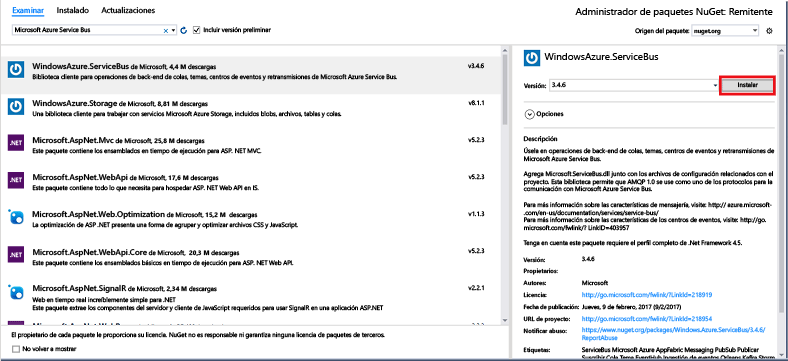 Examinar Instalado Actualizaciones
Administrador de paquetes NuGet: Remitente
Microsoft Azure Service Bus
Incluir versión preliminar
Origen del paquete: nuget.org
WindowsAzure.ServiceBus de Microsoft, 4,4 M descargas v3.4.6
Biblioteca cliente para operaciones de back-end de colas, temas, centros de eventos y retransmisiones de Microsoft Azure Service Bus.
WindowsAzure.Storage de Microsoft, 8,81 M descargas v8.1.1
Una biblioteca cliente para trabajar con servicios Microsoft Azure Storage, incluidos blobs, archivos, tablas y colas.
.NET
Microsoft.AspNet.Mvc de Microsoft, 25,8 M descargas v5.2.3
Este paquete contiene los ensamblados en tiempo de ejecución para ASP. NET MVC.
.NET
Microsoft.AspNet.WebApi de Microsoft, 17,6 M descargas v5.2.3
Este paquete contiene todo lo que necesita para hospedar ASP. NET Web API en IS.
Microsoft.AspNet.Web.Optimization de Microsoft, 15,2 M descargas v1.1.3
La optimización de ASP .NET presenta una forma de agrupar y optimizar archivos CSS y JavaScript.
.NET
Microsoft.AspNet.WebApi.Core de Microsoft, 20,3 M descargas v5.2.3
Este paquete contiene los ensamblados básicos en tiempo de ejecución para ASP. NET Web API.
Microsoft.AspNet.SignalR de Microsoft, 2,34 M descargas v2.2.1
Web en tiempo real increíblemente simple para .NET
Este paquete extrae los componentes del servidor y cliente de JavaScript requeridos para usar SignalR en una aplicación ASP.NET
El propietario de cada paquete le proporciona su licencia. NuGet no es responsable ni garantiza ninguna licencia de paquetes de terceros.
No volver a mostrar
WindowsAzure.ServiceBus
Versión: 3.4.6 Instalar
Opciones
Descripción
Úsela en operaciones de back-end de colas, temas, centros de eventos y retransmisiones de
Microsoft Azure Service Bus.
Agrega Microsoft.ServiceBus.dll junto con los archivos de configuración relacionados con el
proyecto. Esta biblioteca permite que AMQP 1.0 se use como uno de los protocolos para la
comunicación con Microsoft Azure Service Bus.
Para más información sobre las características de mensajería, visite: http:// azure.microsoft-
.com/en-us/documentation/services/service-bus/
Para más información sobre las características de los centros de eventos, visite: http://go.
microsoft.com/fwlink/? LinkID=403957
Tenga en cuenta este paquete requiere el perfil completo de .Net Framework 4.5.
Versión: 3.4.6
Propietarios:
Autores: Microsoft
Licencia: http://go.microsoft.com/fwlink/?LinkId=218919
Fecha de publicación: Jueves, 9 de febrero, 2017 (9/2/2017)
URL de proyecto: http://go.microsoft.com/fwlink/?LinkId=218954
Notificar abuso: https://www.nuget.org/packages/Windows.Azure.ServiceBus/3.4.6/
ReportAbuse
Etiquetas: ServiceBus Microsoft Azure AppFabric Messaging PubSub Publicar